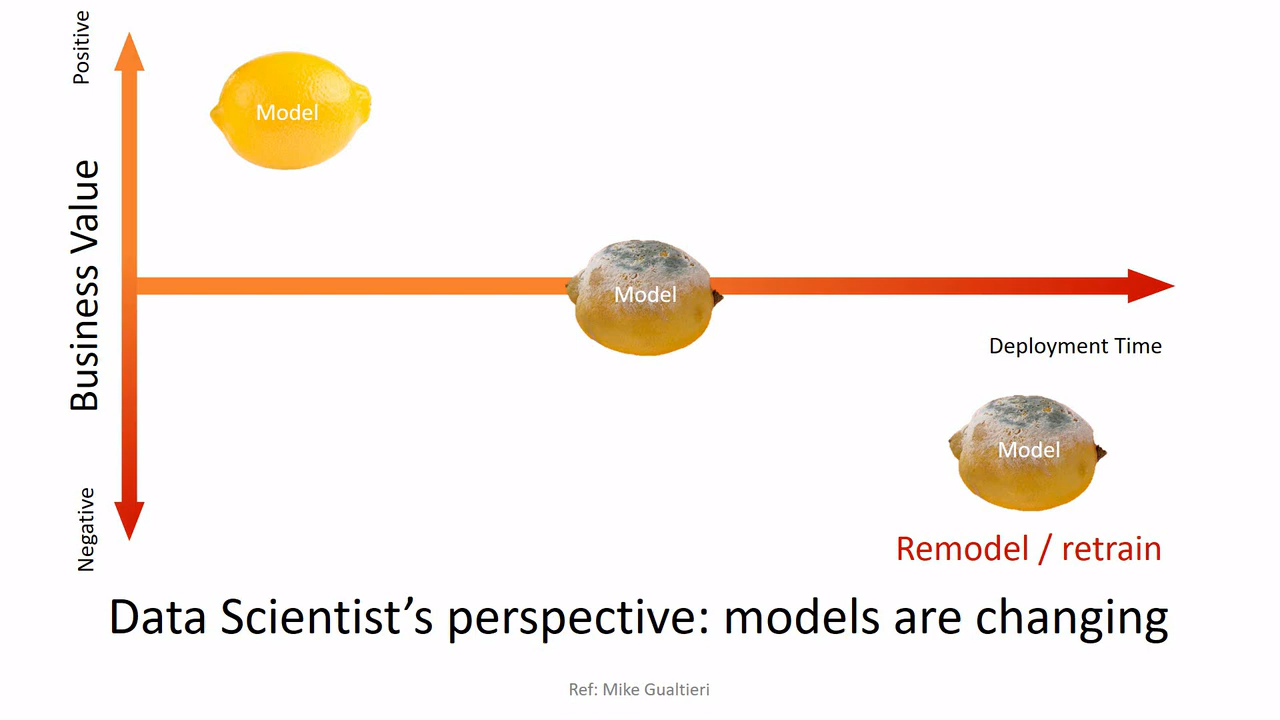 Positive
Model
Business Value
Model
Deployment Time
Model
Negative
Remodel / retrain
Data Scientist’s perspective: models are changing
Ref: Mike Gualtieri